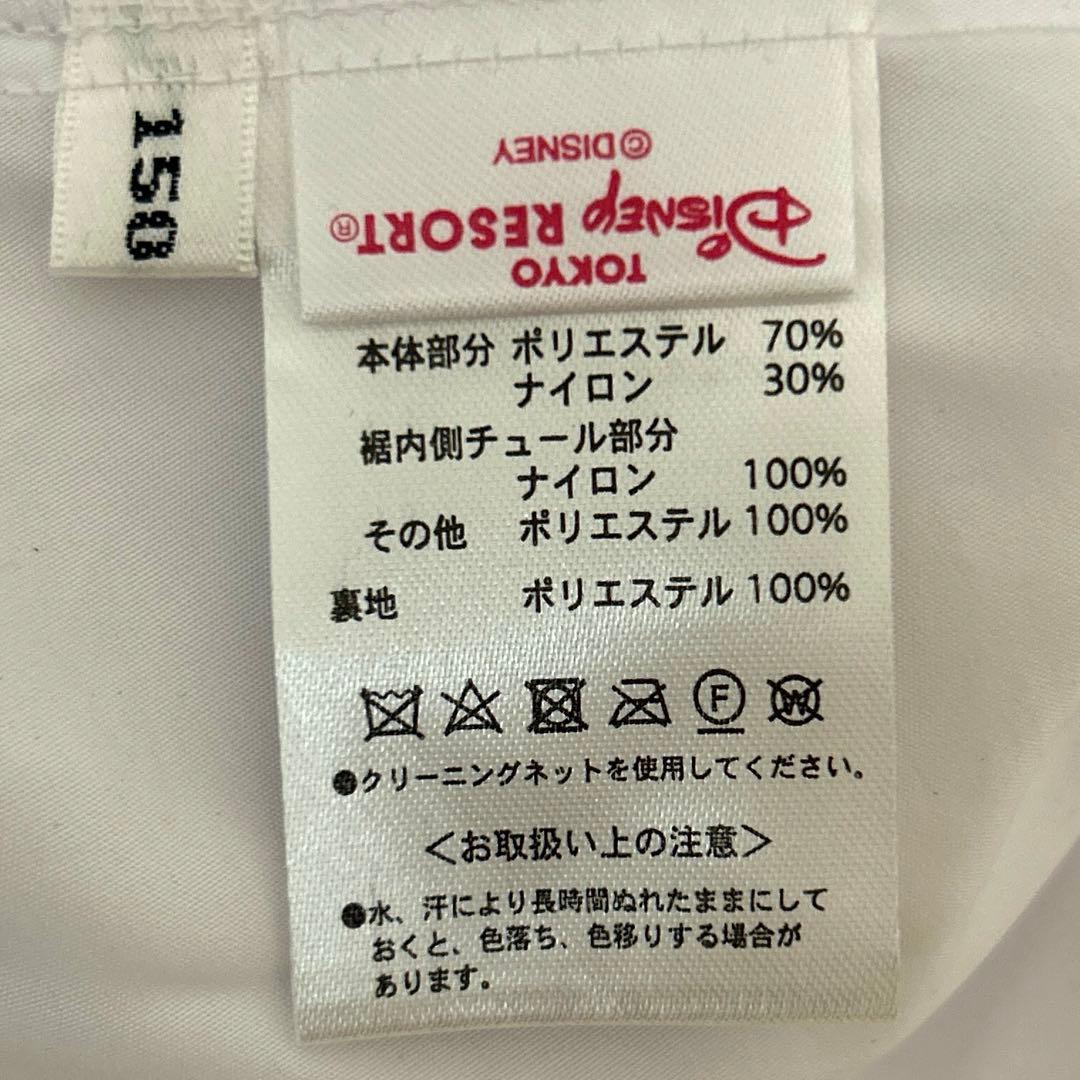 150
© DISNEY
TOKYO
DISNEY RESORT®
本体部分 ポリエステル 70%
ナイロン 30%
裾内側チュール部分
ナイロン 100%
その他 ポリエステル 100%
裏地 ポリエステル 100%
F W
●クリーニングネットを使用してください。
＜お取扱い上の注意＞
●水、汗により長時間ぬれたままにして
おくと、色落ち、色移りする場合が
あります。